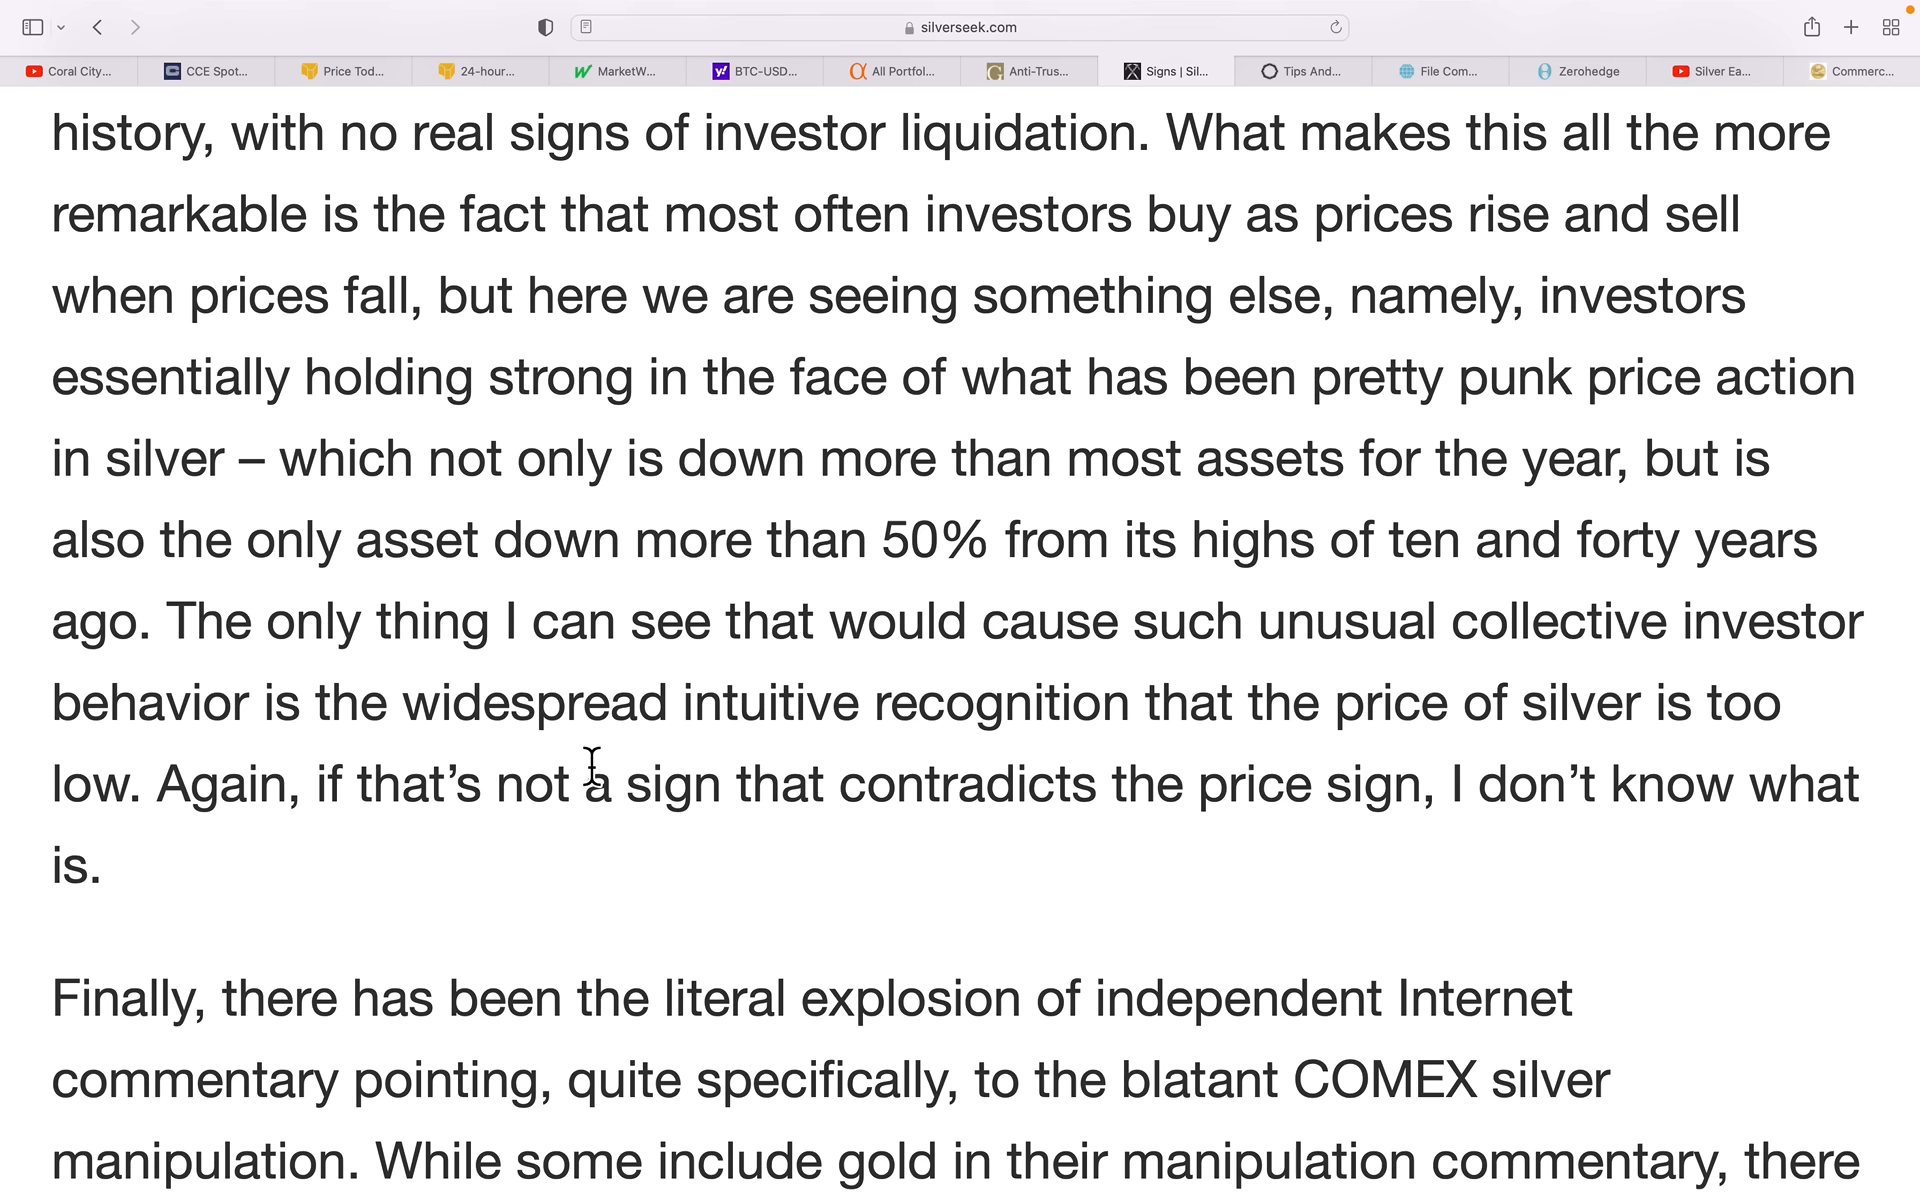 silverseek.com
Coral City...
CCE Spot...
Price Tod...
24-hour...
MarketW...
BTC-USD...
All Portfol...
Anti-Trus...
Signs | Sil...
Tips And...
File Com...
Zerohedge
Silver Ea...
Commerc...
history, with no real signs of investor liquidation. What makes this all the more
remarkable is the fact that most often investors buy as prices rise and sell
when prices fall, but here we are seeing something else, namely, investors
essentially holding strong in the face of what has been pretty punk price action
in silver – which not only is down more than most assets for the year, but is
also the only asset down more than 50% from its highs of ten and forty years
ago. The only thing I can see that would cause such unusual collective investor
behavior is the widespread intuitive recognition that the price of silver is too
low. Again, if that’s not a sign that contradicts the price sign, I don’t know what
is.
Finally, there has been the literal explosion of independent Internet
commentary pointing, quite specifically, to the blatant COMEX silver
manipulation. While some include gold in their manipulation commentary, there